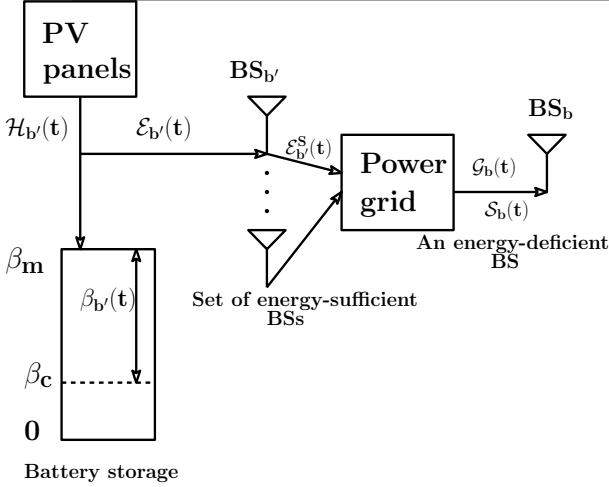 PV
panels
BS_b′
BS_b
ℋ_b′(t)
ℰ_b′(t)
ℰ^S_b′(t)
Power
grid
𝒢_b(t)
𝒮_b(t)
An energy-deficient
BS
β_m
β_b′(t)
Set of energy-sufficient
BSs
β_c
0
Battery storage